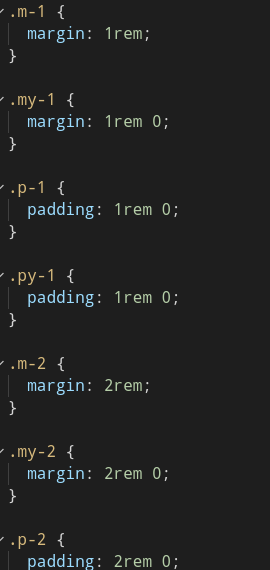 .m-1 {
margin: 1rem;
}
.my-1 {
margin: 1rem 0;
}
.p-1 {
padding: 1rem 0;
}
.py-1 {
padding: 1rem 0;
}
.m-2 {
margin: 2rem;
}
.my-2 {
margin: 2rem 0;
}
.p-2 {
padding: 2rem 0;